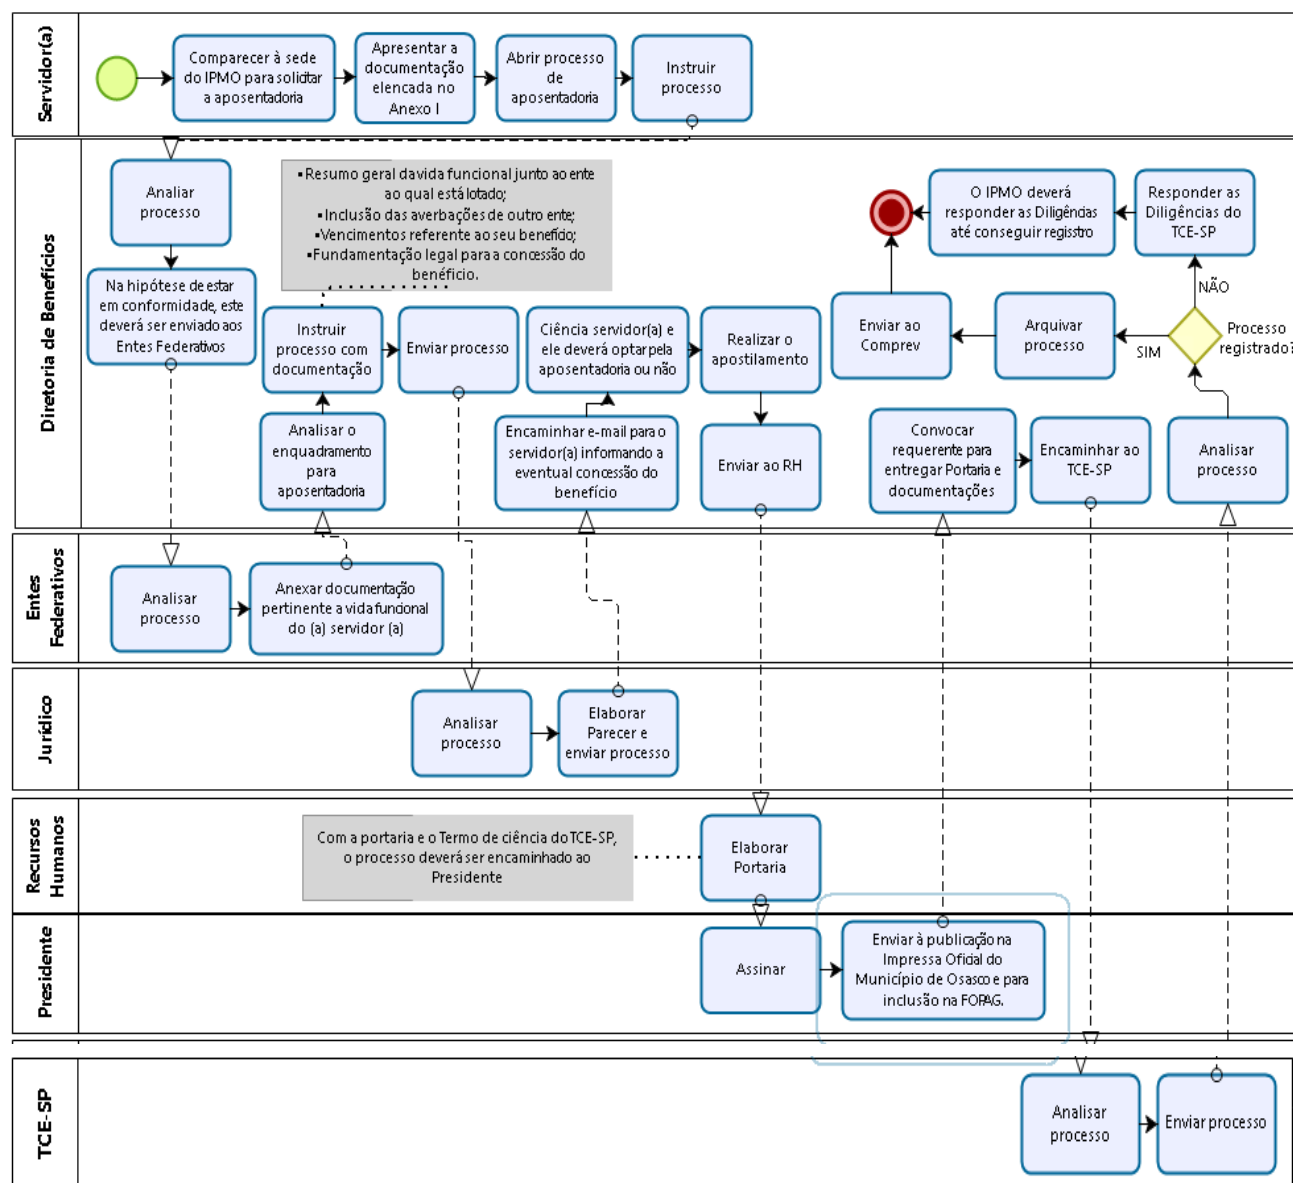 Servidor(a)
Comparecer à sede
do IPMO para solicitar
a aposentadoria
Apresentar a
documentação
elencada no
Anexo I
Abrir processo
de
aposentadoria
Instruir
processo
Diretoria de Benefícios
Analiar
processo
Na hipótese de estar
em conformidade, este
deverá ser enviado aos
Entes Federativos
▪Resumo geral davida funcional junto ao ente
ao qual está lotado;
▪Inclusão das averbações de outro ente;
▪Vencimentos referente ao seu benefício;
▪Fundamentação legal para a concessão do
benéficio.
Instruir
processo com
documentação
Enviar processo
Analisar o
enquadramento
para
aposentadoria
Ciência servidor(a) e
ele deverá optar pela
aposentadoria ou não
Encaminhar e-mail para o
servidor(a) informando a
eventual concessão do
benefício
Realizar o
apostilamento
Enviar ao RH
O IPMO deverá
responder as Diligências
até conseguir registro
Responder as
Diligências do
TCE-SP
NÃO
Enviar ao
Comprev
Arquivar
processo
SIM
Processo
registrado?
Convocar
requerente para
entregar Portaria e
documentações
Encaminhar ao
TCE-SP
Analisar
processo
Entes
Federativos
Analisar
processo
Anexar documentação
pertinente a vida funcional
do (a) servidor (a)
Jurídico
Analisar
processo
Elaborar
Parecer e
enviar processo
Recursos
Humanos
Com a portaria e o Termo de ciência do TCE-SP,
o processo deverá ser encaminhado ao
Presidente
Elaborar
Portaria
Presidente
Assinar
Enviar à publicação na
Impressa Oficial do
Município de Osasco e para
inclusão na FOPAG.
TCE-SP
Analisar
processo
Enviar processo